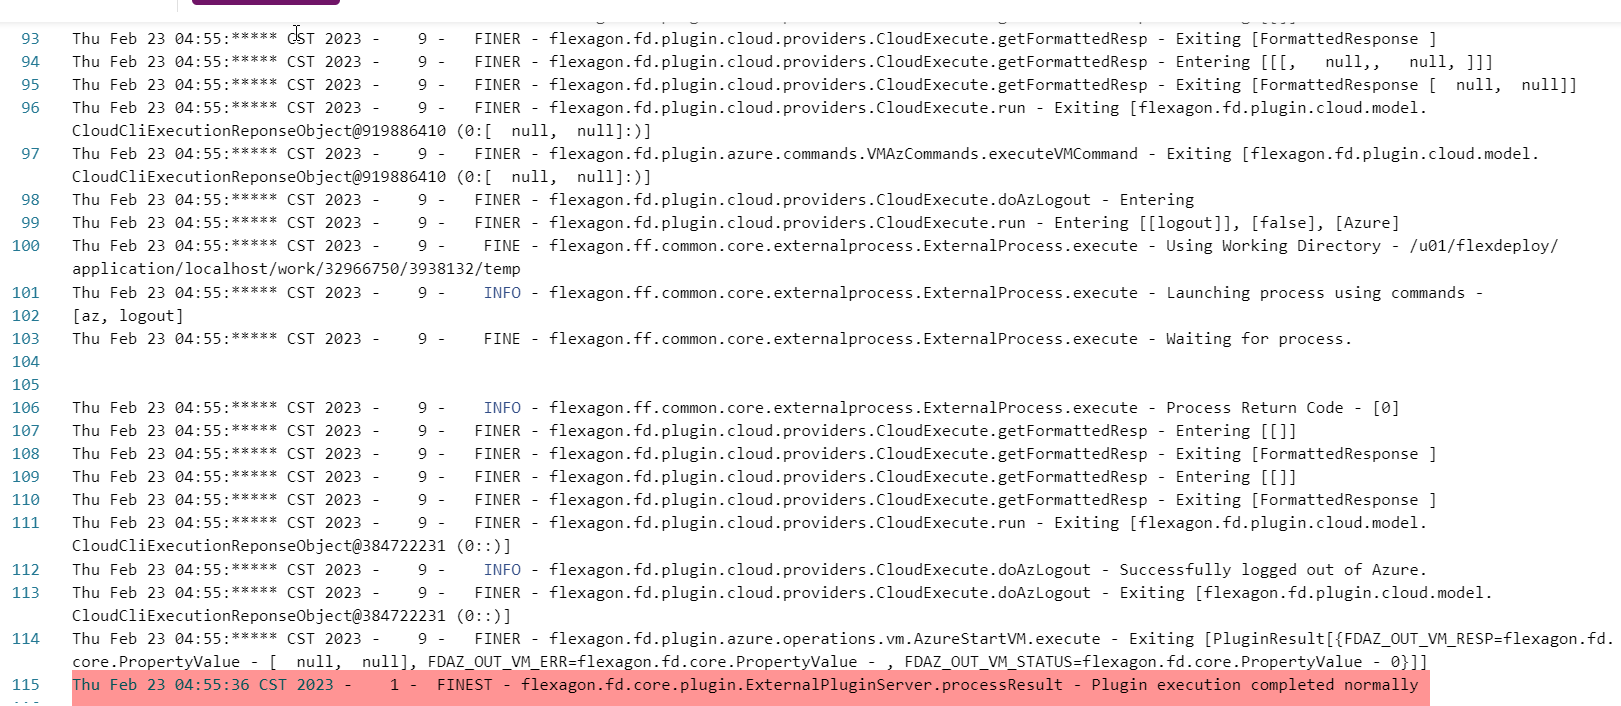 93 Thu Feb 23 04:55:***** CST 2023 -    9 -   FINER - flexagon.fd.plugin.cloud.providers.CloudExecute.getFormattedResp - Exiting [FormattedResponse ]
94 Thu Feb 23 04:55:***** CST 2023 -    9 -   FINER - flexagon.fd.plugin.cloud.providers.CloudExecute.getFormattedResp - Entering [[[,   null,,   null, ]]]
95 Thu Feb 23 04:55:***** CST 2023 -    9 -   FINER - flexagon.fd.plugin.cloud.providers.CloudExecute.getFormattedResp - Exiting [FormattedResponse [  null,  null]]
96 Thu Feb 23 04:55:***** CST 2023 -    9 -   FINER - flexagon.fd.plugin.cloud.providers.CloudExecute.run - Exiting [flexagon.fd.plugin.cloud.model.
CloudCliExecutionReponseObject@919886410 (0:[  null,  null]:)]
97 Thu Feb 23 04:55:***** CST 2023 -    9 -   FINER - flexagon.fd.plugin.azure.commands.VMAzCommands.executeVMCommand - Exiting [flexagon.fd.plugin.cloud.model.
CloudCliExecutionReponseObject@919886410 (0:[  null,  null]:)]
98 Thu Feb 23 04:55:***** CST 2023 -    9 -   FINER - flexagon.fd.plugin.cloud.providers.CloudExecute.doAzLogout - Entering
99 Thu Feb 23 04:55:***** CST 2023 -    9 -   FINER - flexagon.fd.plugin.cloud.providers.CloudExecute.run - Entering [[logout]], [false], [Azure]
100 Thu Feb 23 04:55:***** CST 2023 -    9 -    FINE - flexagon.ff.common.core.externalprocess.ExternalProcess.execute - Using Working Directory - /u01/flexdeploy/
application/localhost/work/32966750/3938132/temp
101 Thu Feb 23 04:55:***** CST 2023 -    9 -    INFO - flexagon.ff.common.core.externalprocess.ExternalProcess.execute - Launching process using commands -
102 [az, logout]
103 Thu Feb 23 04:55:***** CST 2023 -    9 -    FINE - flexagon.ff.common.core.externalprocess.ExternalProcess.execute - Waiting for process.
104
105
106 Thu Feb 23 04:55:***** CST 2023 -    9 -    INFO - flexagon.ff.common.core.externalprocess.ExternalProcess.execute - Process Return Code - [0]
107 Thu Feb 23 04:55:***** CST 2023 -    9 -   FINER - flexagon.fd.plugin.cloud.providers.CloudExecute.getFormattedResp - Entering [[]]
108 Thu Feb 23 04:55:***** CST 2023 -    9 -   FINER - flexagon.fd.plugin.cloud.providers.CloudExecute.getFormattedResp - Exiting [FormattedResponse ]
109 Thu Feb 23 04:55:***** CST 2023 -    9 -   FINER - flexagon.fd.plugin.cloud.providers.CloudExecute.getFormattedResp - Entering [[]]
110 Thu Feb 23 04:55:***** CST 2023 -    9 -   FINER - flexagon.fd.plugin.cloud.providers.CloudExecute.getFormattedResp - Exiting [FormattedResponse ]
111 Thu Feb 23 04:55:***** CST 2023 -    9 -   FINER - flexagon.fd.plugin.cloud.providers.CloudExecute.run - Exiting [flexagon.fd.plugin.cloud.model.
CloudCliExecutionReponseObject@384722231 (0::)]
112 Thu Feb 23 04:55:***** CST 2023 -    9 -    INFO - flexagon.fd.plugin.cloud.providers.CloudExecute.doAzLogout - Successfully logged out of Azure.
113 Thu Feb 23 04:55:***** CST 2023 -    9 -   FINER - flexagon.fd.plugin.cloud.providers.CloudExecute.doAzLogout - Exiting [flexagon.fd.plugin.cloud.model.
CloudCliExecutionReponseObject@384722231 (0::)]
114 Thu Feb 23 04:55:***** CST 2023 -    9 -   FINER - flexagon.fd.plugin.azure.operations.vm.AzureStartVM.execute - Exiting [PluginResult[{FDAZ_OUT_VM_RESP=flexagon.fd.
core.PropertyValue - [  null,  null], FDAZ_OUT_VM_ERR=flexagon.fd.core.PropertyValue - , FDAZ_OUT_VM_STATUS=flexagon.fd.core.PropertyValue - 0}]]
115 Thu Feb 23 04:55:36 CST 2023 -    1 -  FINEST - flexagon.fd.core.plugin.ExternalPluginServer.processResult - Plugin execution completed normally